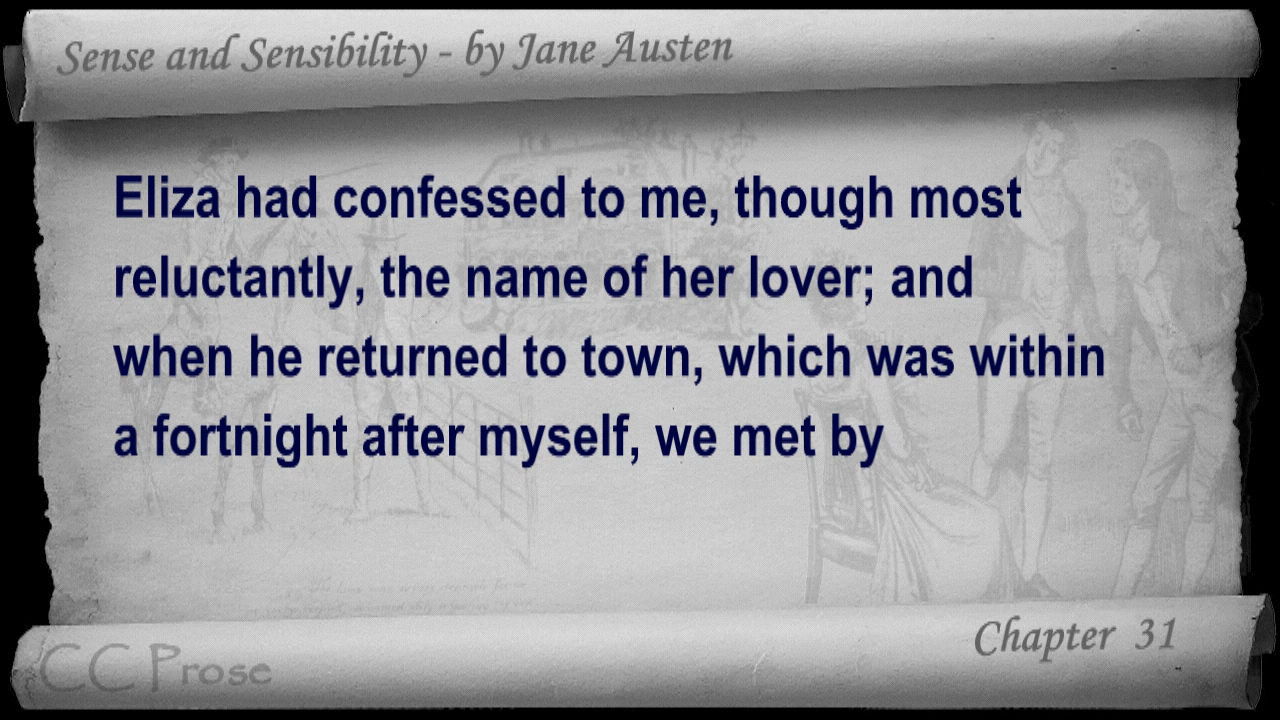 Sense and Sensibility - by Jane Austen
Eliza had confessed to me, though most
reluctantly, the name of her lover; and
when he returned to town, which was within
a fortnight after myself, we met by
Chapter 31
CC Prose